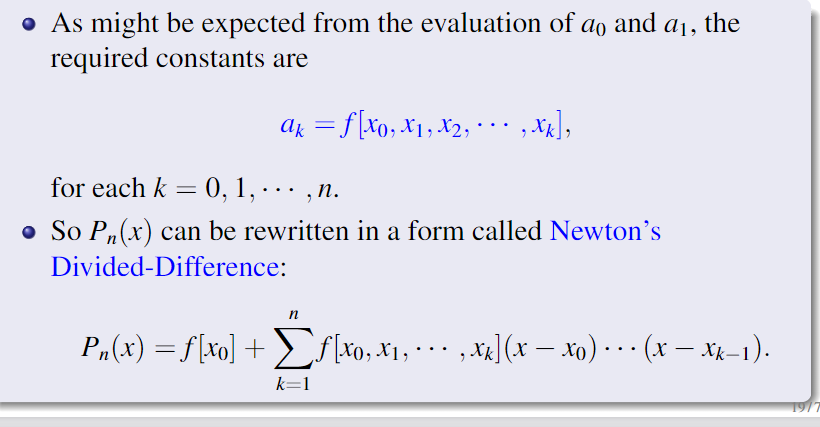 As might be expected from the evaluation of a₀ and a₁, the
required constants are
aₖ = f[x₀, x₁, x₂, ⋯ , xₖ],
for each k = 0, 1, ⋯ , n.
So Pₙ(x) can be rewritten in a form called Newton's
Divided-Difference:
Pₙ(x) = f[x₀] + ∑ₖ₌₁ⁿ f[x₀, x₁, ⋯ , xₖ](x − x₀) ⋯ (x − xₖ₋₁).
19/7